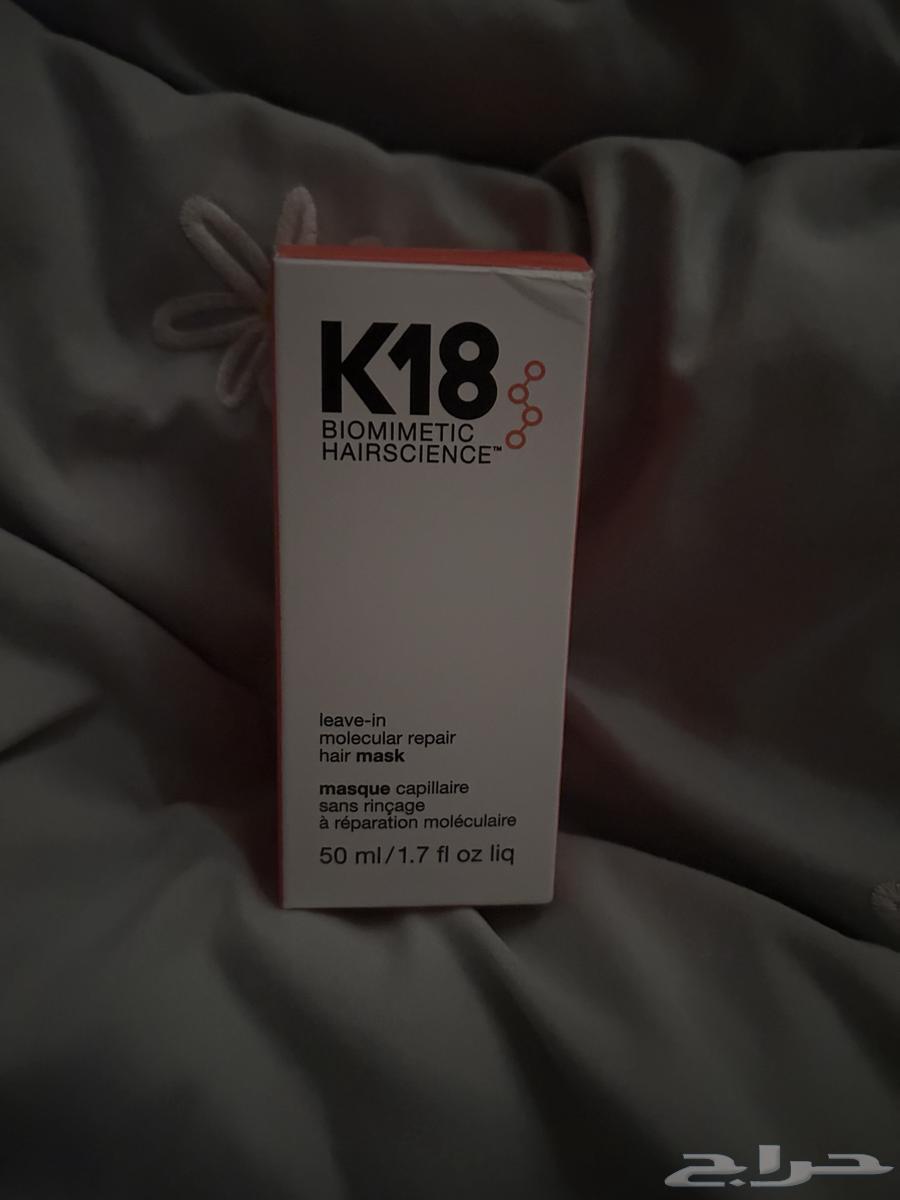 K18
BIOMIMETIC
HAIRSCIENCE™
leave-in
molecular repair
hair mask
masque capillaire
sans rinçage
à réparation moléculaire
50 ml/1.7 fl oz liq
حراج